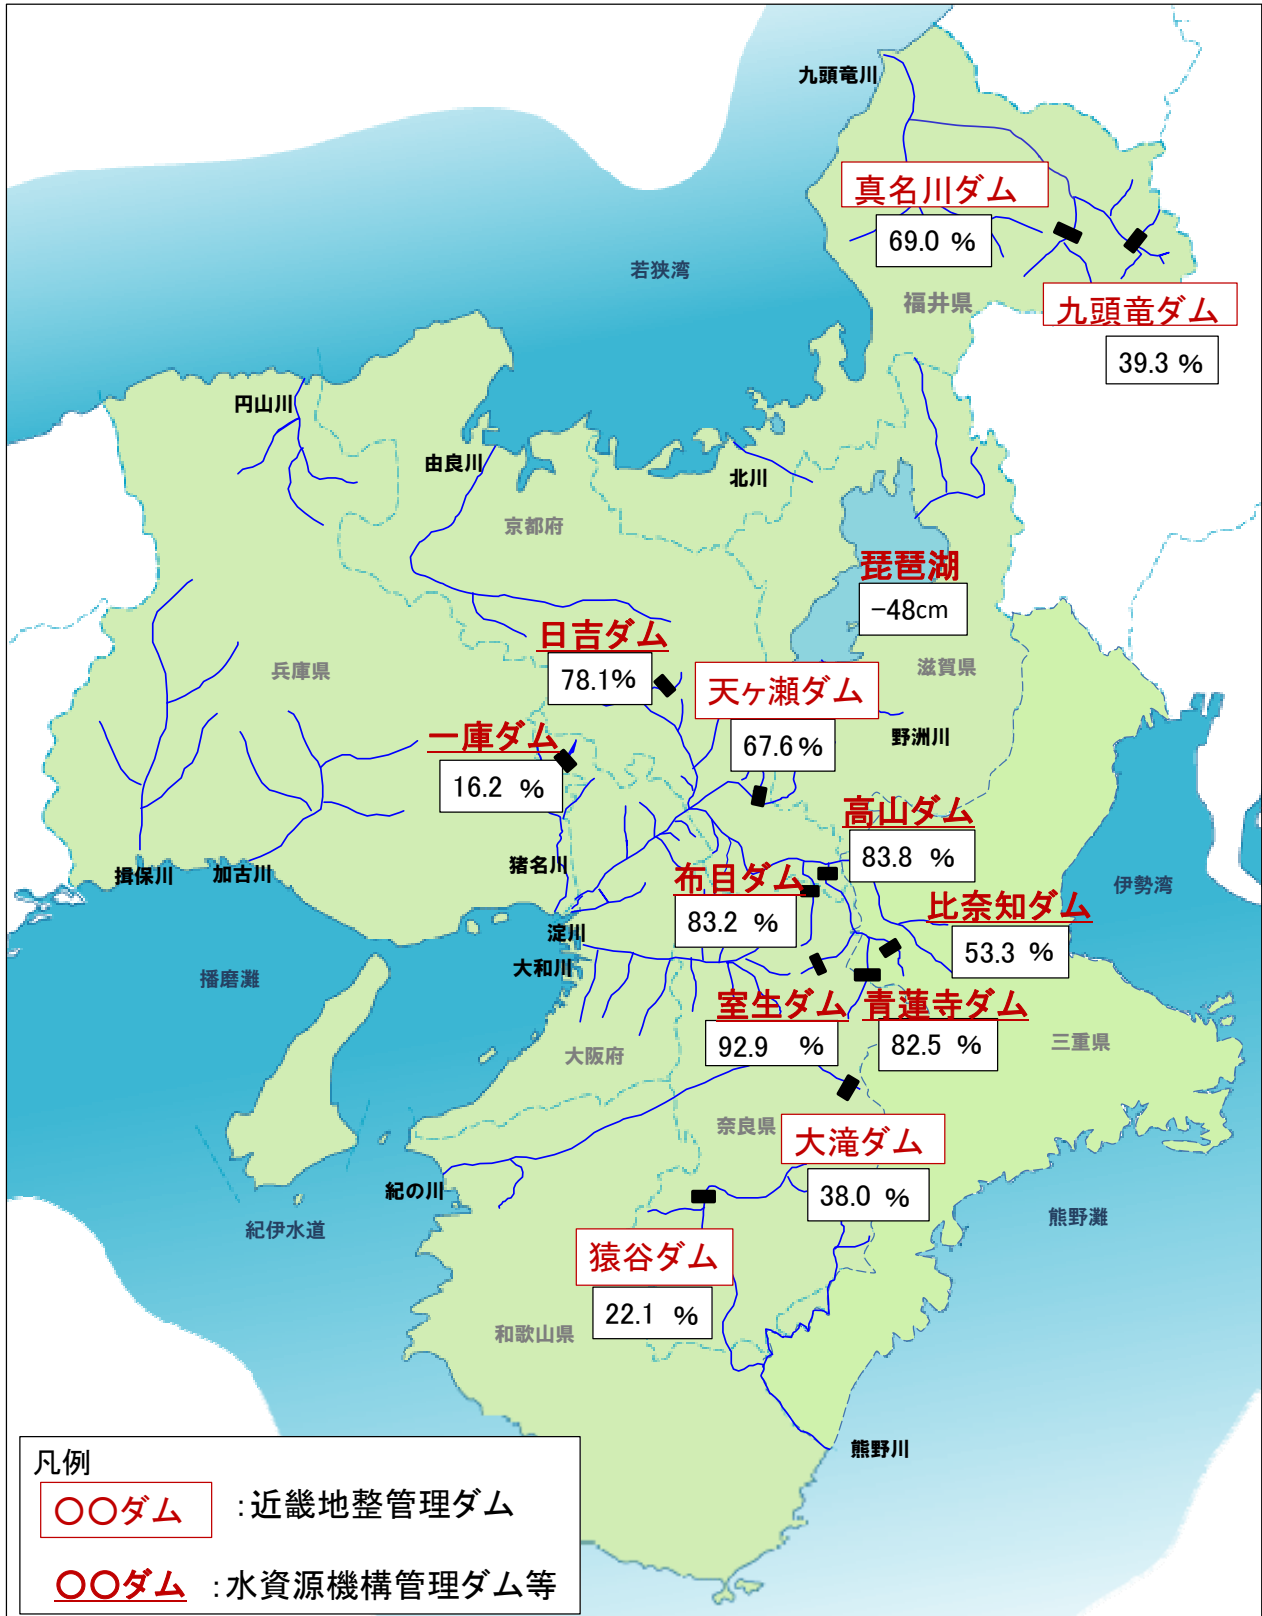 九頭竜川
真名川ダム
69.0 %
若狭湾
福井県
九頭竜ダム
39.3 %
円山川
由良川
北川
京都府
琵琶湖
-48cm
日吉ダム
78.1%
兵庫県
滋賀県
天ヶ瀬ダム
67.6%
野洲川
一庫ダム
16.2 %
高山ダム
83.8 %
猪名川
揖保川
加古川
布目ダム
83.2 %
伊勢湾
比奈知ダム
53.3 %
淀川
大和川
播磨灘
室生ダム
92.9 %
青蓮寺ダム
82.5 %
三重県
大阪府
奈良県
大滝ダム
38.0 %
紀の川
紀伊水道
熊野灘
猿谷ダム
22.1 %
和歌山県
熊野川
凡例
〇〇ダム :近畿地整管理ダム
〇〇ダム :水資源機構管理ダム等